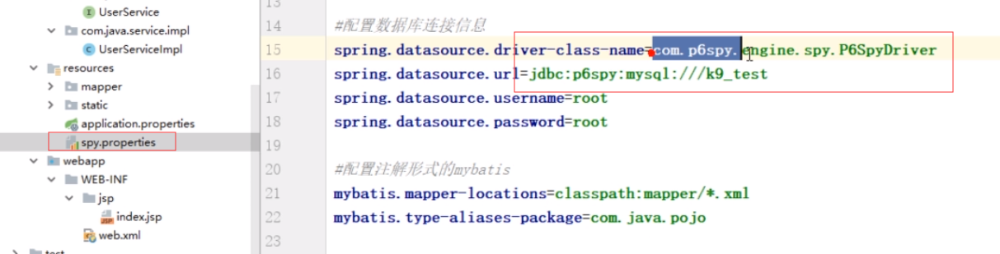 UserService
com.java.service.impl
UserServiceImpl
resources
mapper
static
application.properties
spy.properties
webapp
WEB-INF
jsp
index.jsp
web.xml
test
13
14 #配置数据库连接信息
15 spring.datasource.driver-class-name=com.p6spy.engine.spy.P6SpyDriver
16 spring.datasource.url=jdbc:p6spy:mysql:///k9_test
17 spring.datasource.username=root
18 spring.datasource.password=root
19
20 #配置注解形式的mybatis
21 mybatis.mapper-locations=classpath:mapper/*.xml
22 mybatis.type-aliases-package=com.java.pojo
23